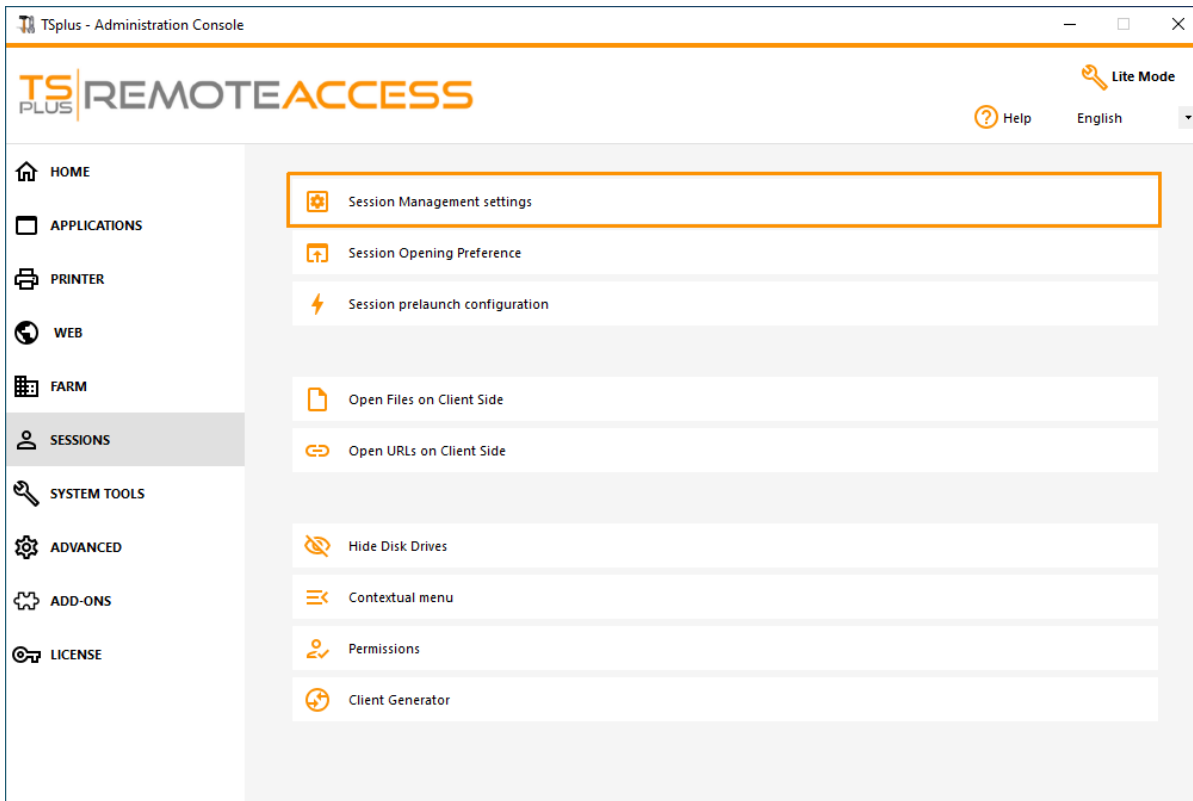 TSplus - Administration Console
TS PLUS REMOTEACCESS
Lite Mode
Help
English
HOME
APPLICATIONS
PRINTER
WEB
FARM
SESSIONS
SYSTEM TOOLS
ADVANCED
ADD-ONS
LICENSE
Session Management settings
Session Opening Preference
Session prelaunch configuration
Open Files on Client Side
Open URLs on Client Side
Hide Disk Drives
Contextual menu
Permissions
Client Generator